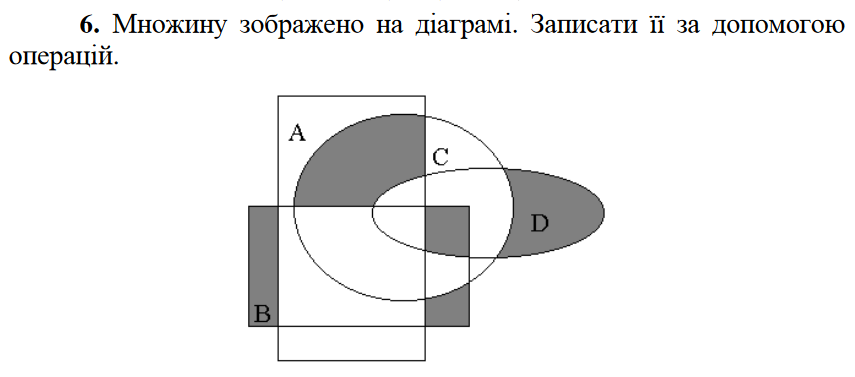 6. Множину зображено на діаграмі. Записати її за допомогою
операцій.
A
C
D
B